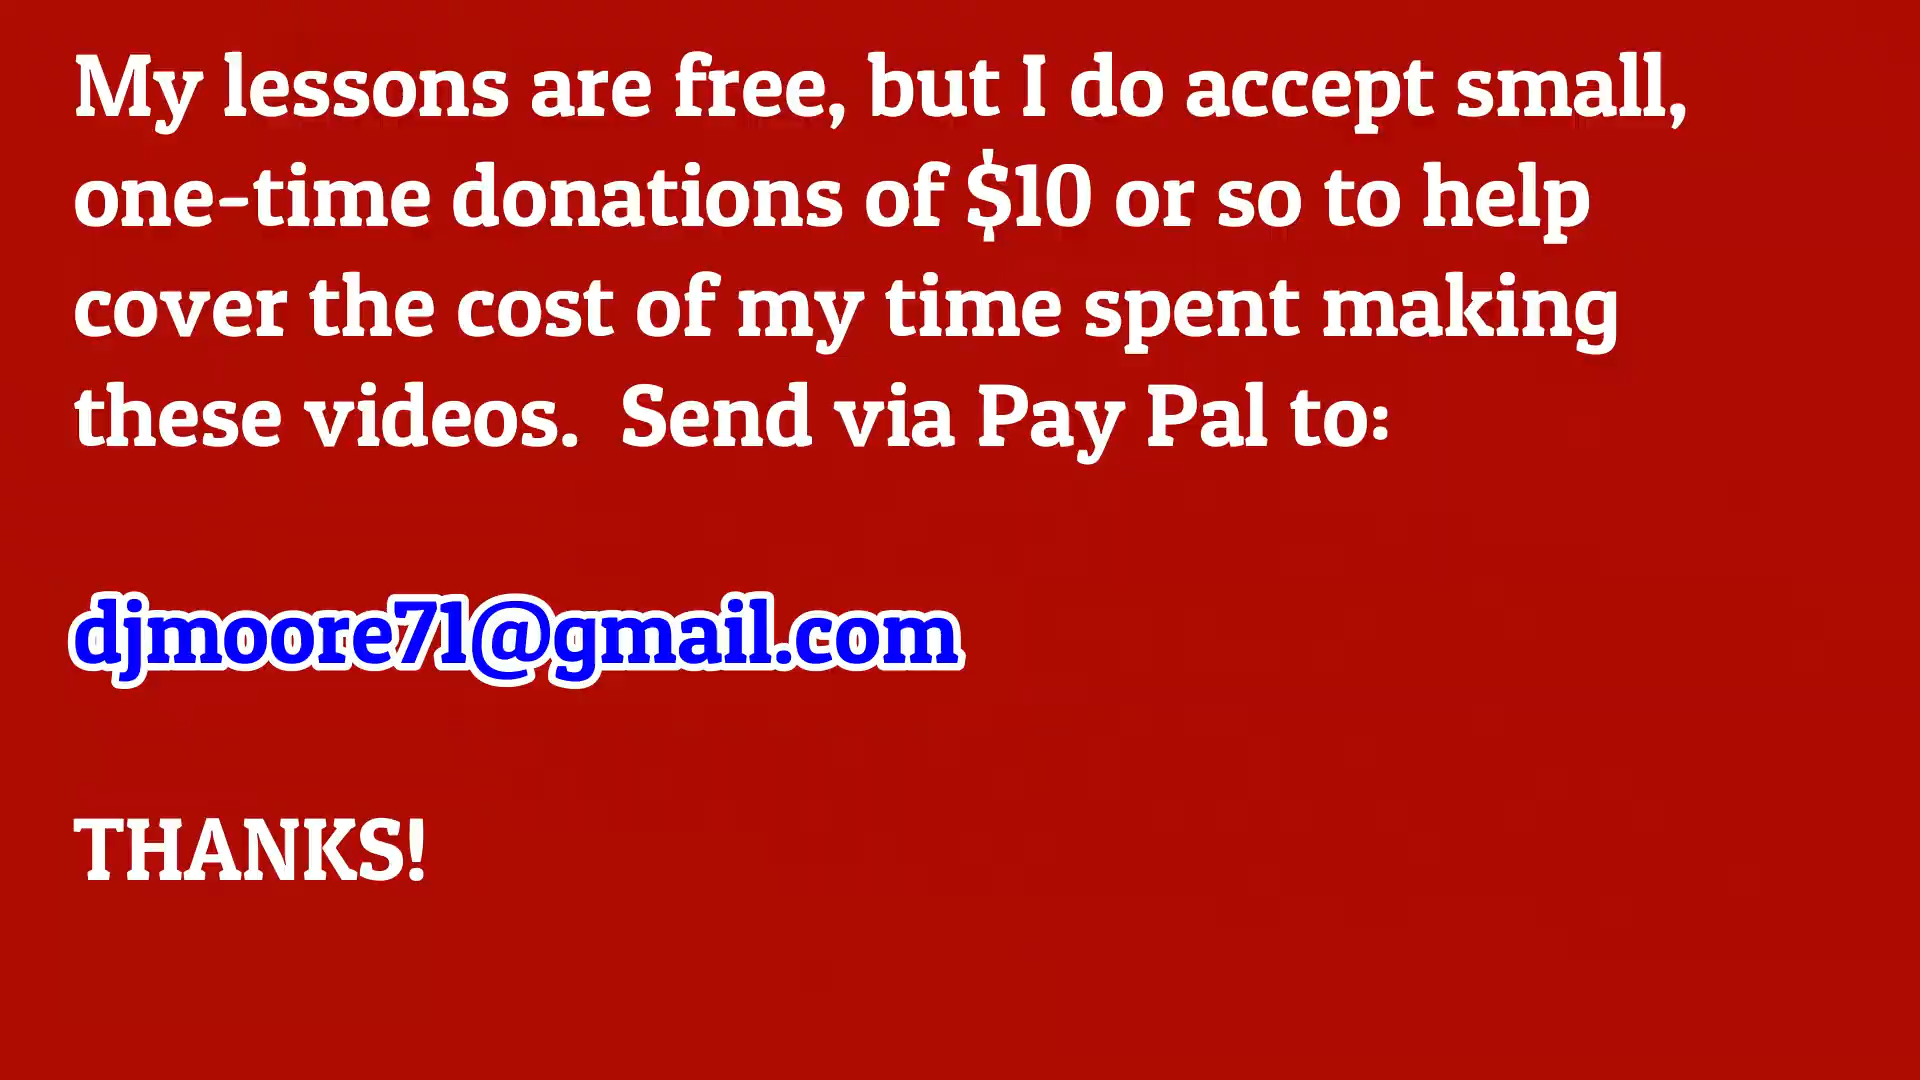 My lessons are free, but I do accept small,
one-time donations of $10 or so to help
cover the cost of my time spent making
these videos.  Send via Pay Pal to:
djmoore71@gmail.com
THANKS!